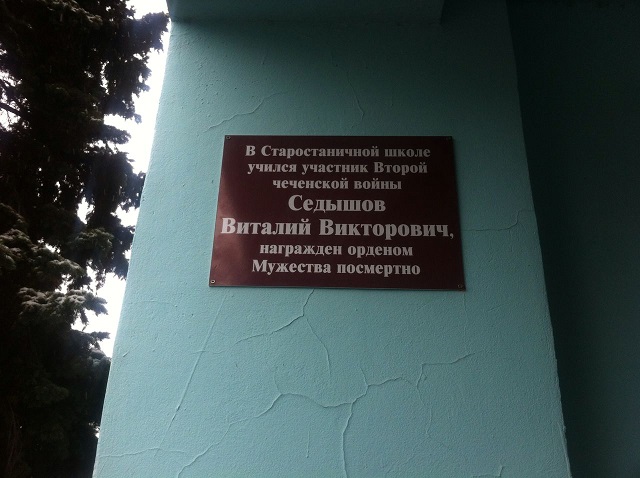 В Старостаничной школе
учился участник Второй
чеченской войны
Седышов
Виталий Викторович,
награжден орденом
Мужества посмертно